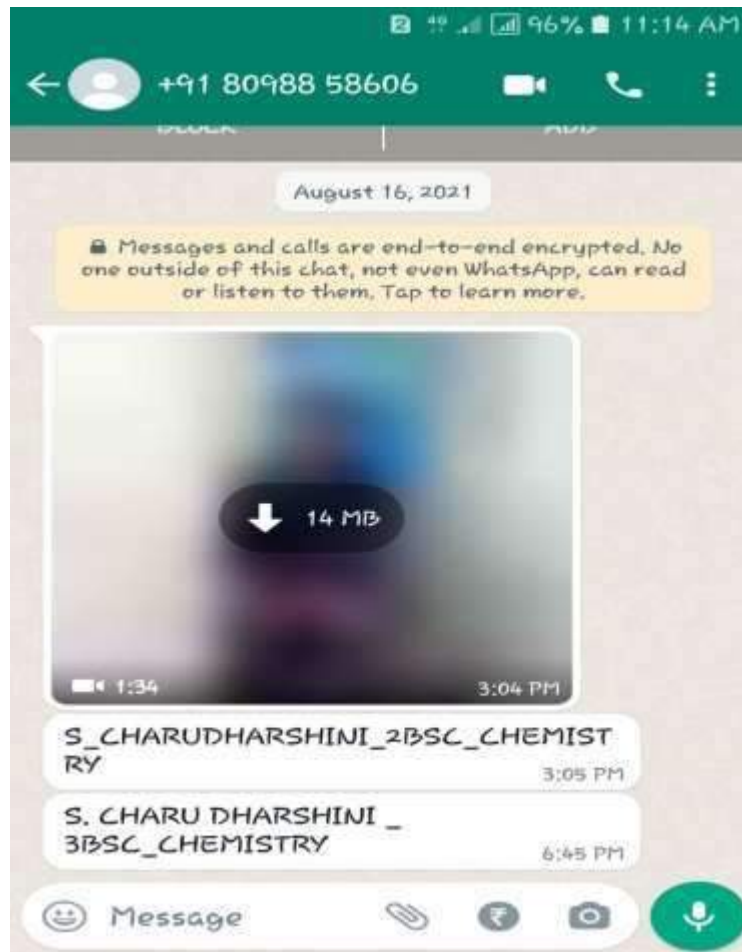 96% 11:14 AM
+91 80988 58606
BLOCK ADD
August 16, 2021
Messages and calls are end-to-end encrypted. No
one outside of this chat, not even WhatsApp, can read
or listen to them. Tap to learn more.
14 MB
1:34 3:04 PM
S_CHARUDHARSHINI_2BSC_CHEMIST
RY
3:05 PM
S. CHARU DHARSHINI _
3BSC_CHEMISTRY
6:45 PM
Message